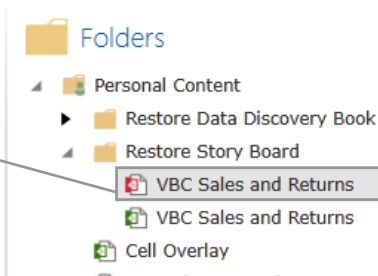 Folders
Personal Content
Restore Data Discovery Book
Restore Story Board
VBC Sales and Returns
VBC Sales and Returns
Cell Overlay